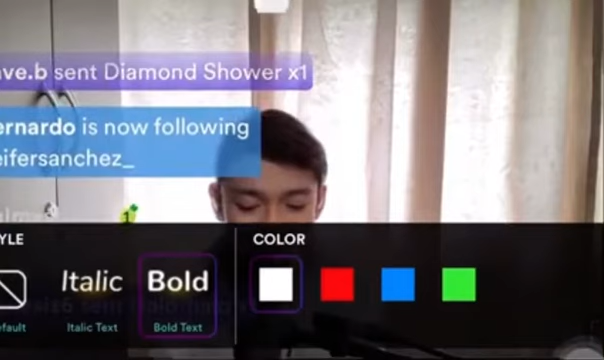 ave.b sent Diamond Shower x1
ernardo is now following
eifersanchez_
YLE
COLOR
Italic
Bold
efault
Italic Text
Bold Text